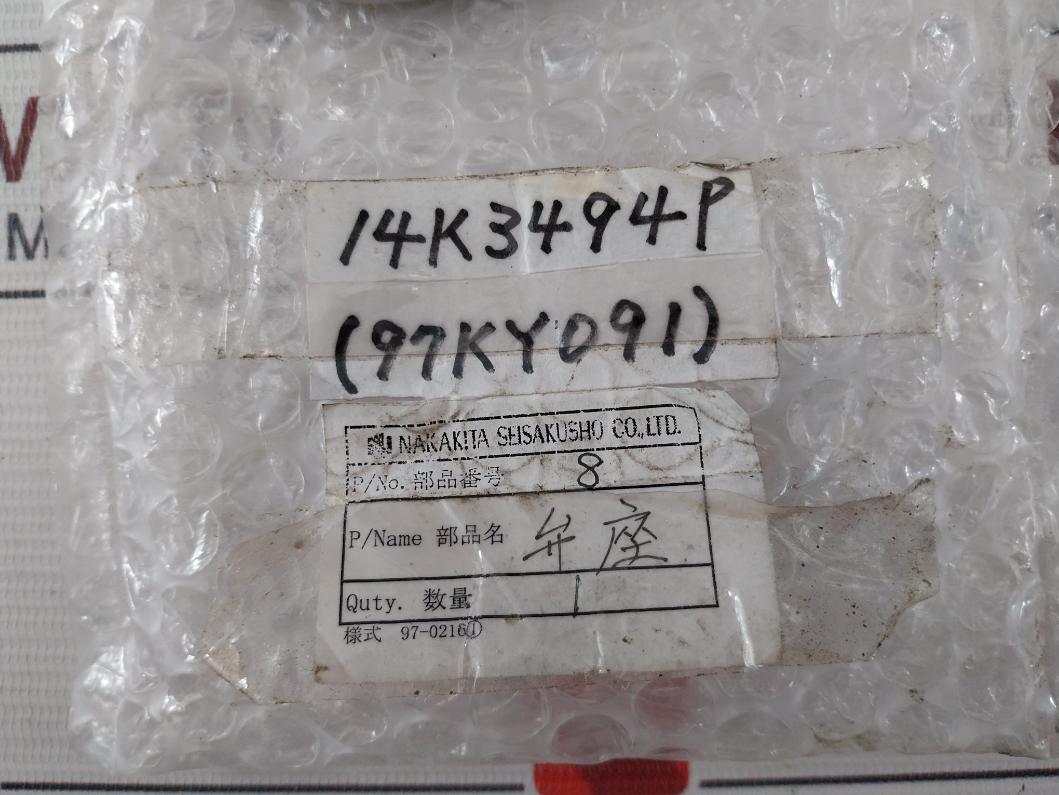 V
M
14K3494P
(97KY091)
NAKAKITA SEISAKUSHO CO.,LTD.
P/No. 部品番号 8
P/Name 部品名 弁座
Quty. 数量 1
様式 97-0216①